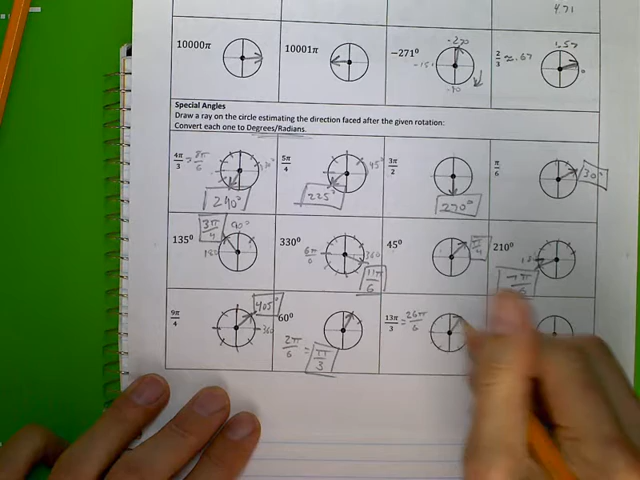 471
10000π
10001π
-271°
-270
-90
2/3 ≈ .67
1.57
0
Special Angles
Draw a ray on the circle estimating the direction faced after the given rotation:
Convert each one to Degrees/Radians.
4π/3 = 8π/6
240°
5π/4
45°
225°
3π/2
270°
π/6
30°
135°
3π/4
90°
180
330°
6π/6
360
11π/6
45°
π/4
210°
7π/6
9π/4
405°
360
60°
2π/6 = π/3
13π/3 = 26π/6